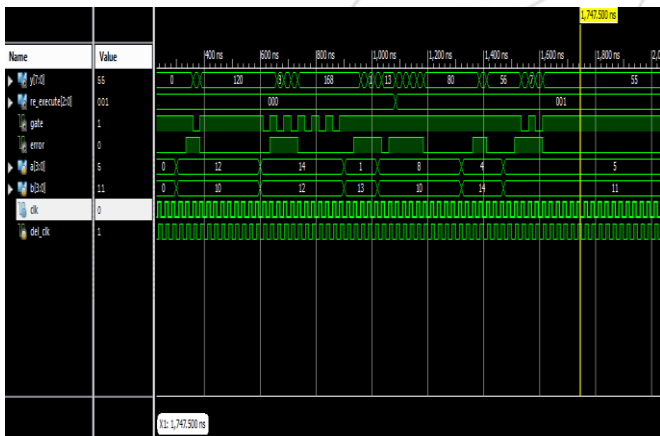 1,747.500 ns
Name Value
400 ns 600 ns 800 ns 1,000 ns 1,200 ns 1,400 ns 1,600 ns 1,800 ns
y[7:0] 55 0 120 168 13 80 56 55
re_execute[2:0] 001 000 001
gate 1
error 0
a[3:0] 5 0 12 14 1 8 4 5
b[3:0] 11 0 10 12 13 10 14 11
clk 0
del_clk 1
X1: 1,747.500 ns